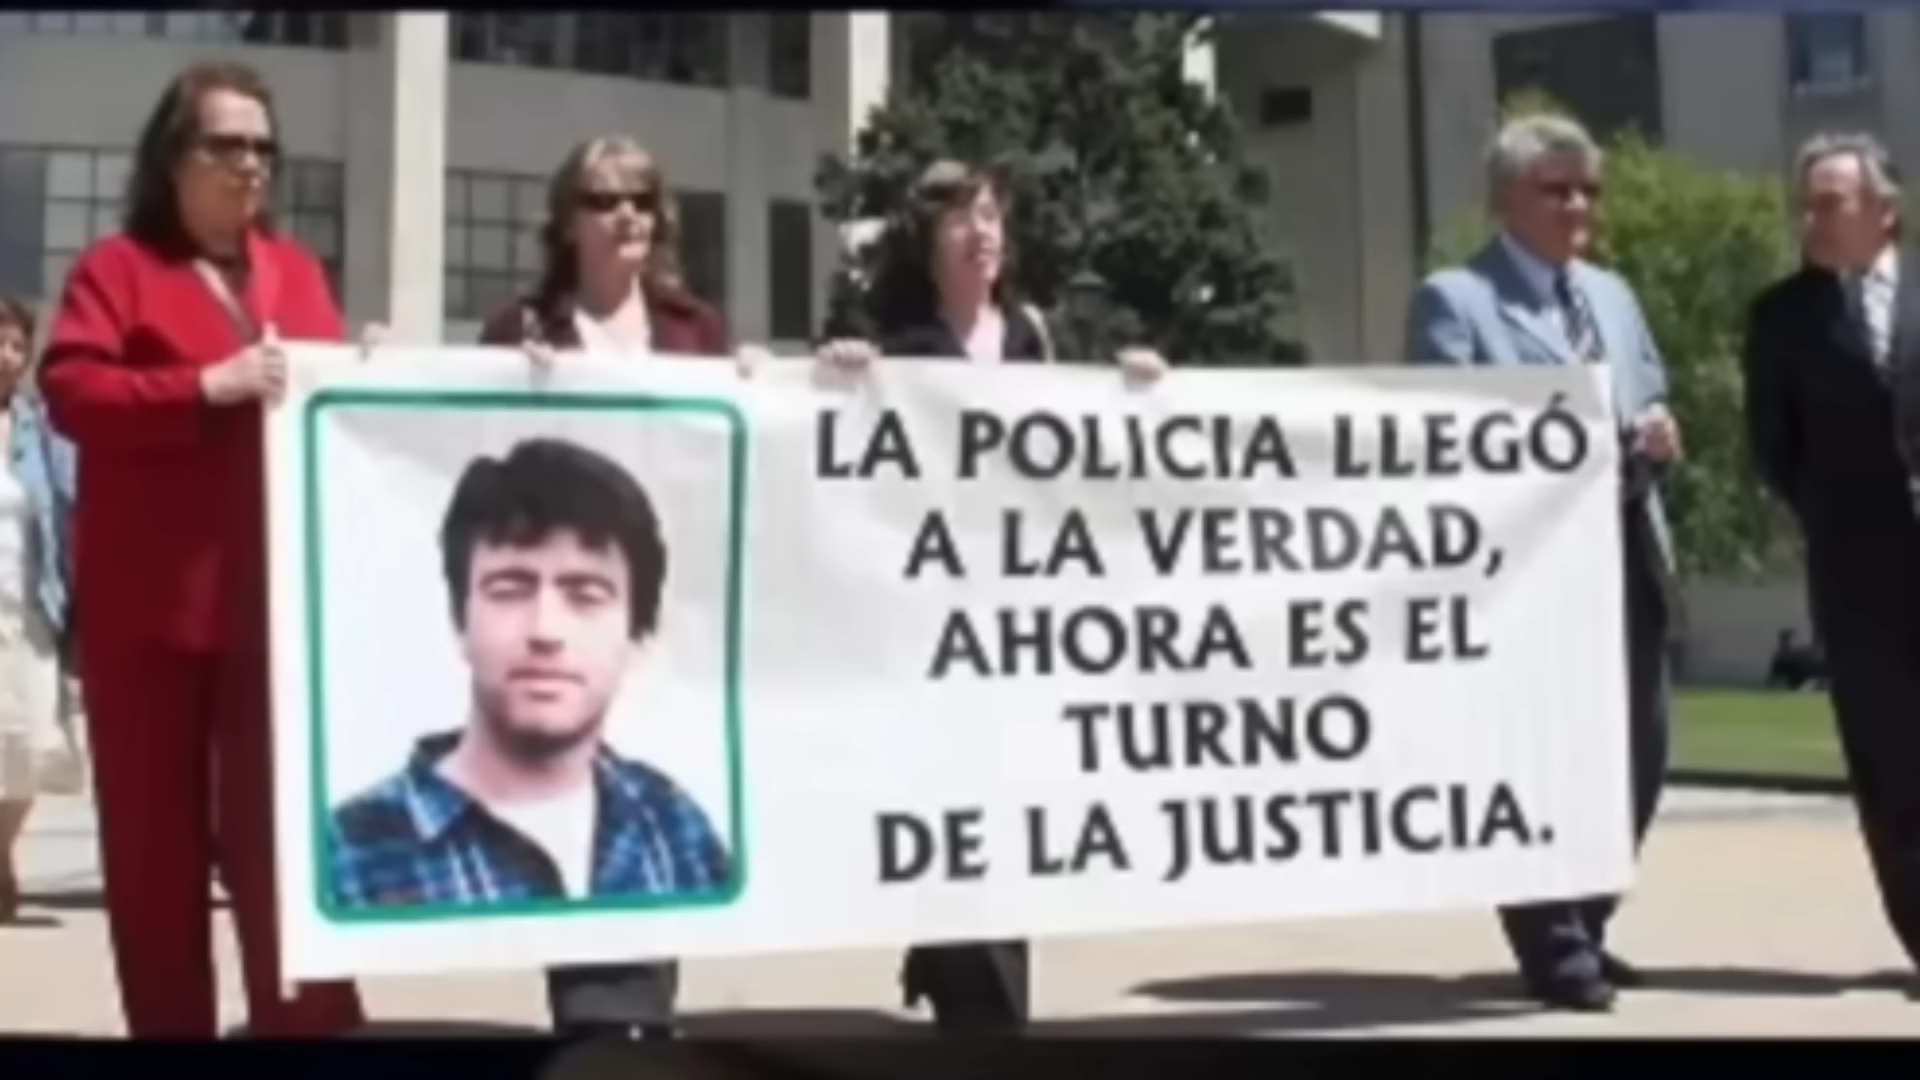 LA POLICIA LLEGÓ
A LA VERDAD,
AHORA ES EL
TURNO
DE LA JUSTICIA.